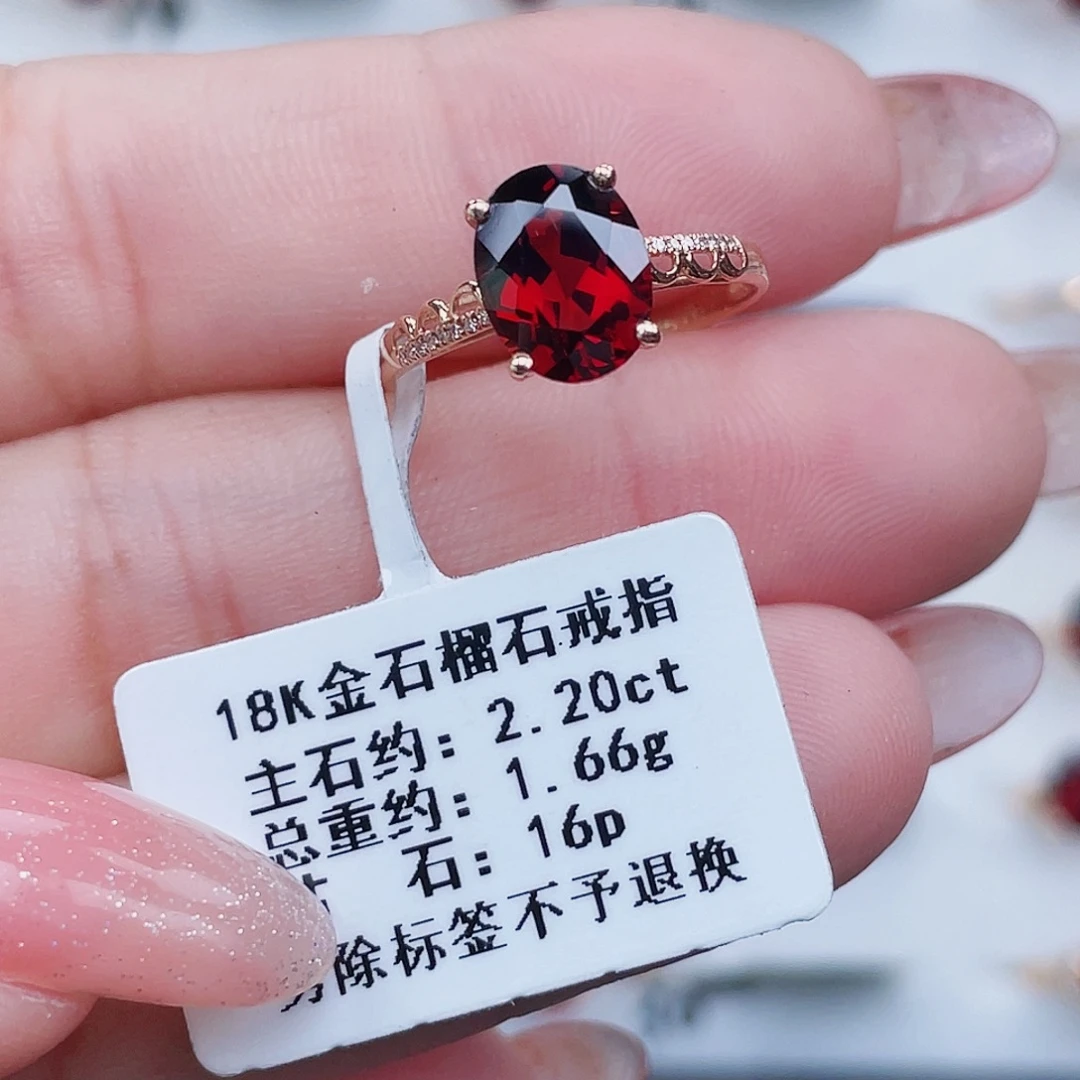 18K金石榴石戒指
主石约: 2.20ct
总重约: 1.66g
石: 16p
除标签不予退换